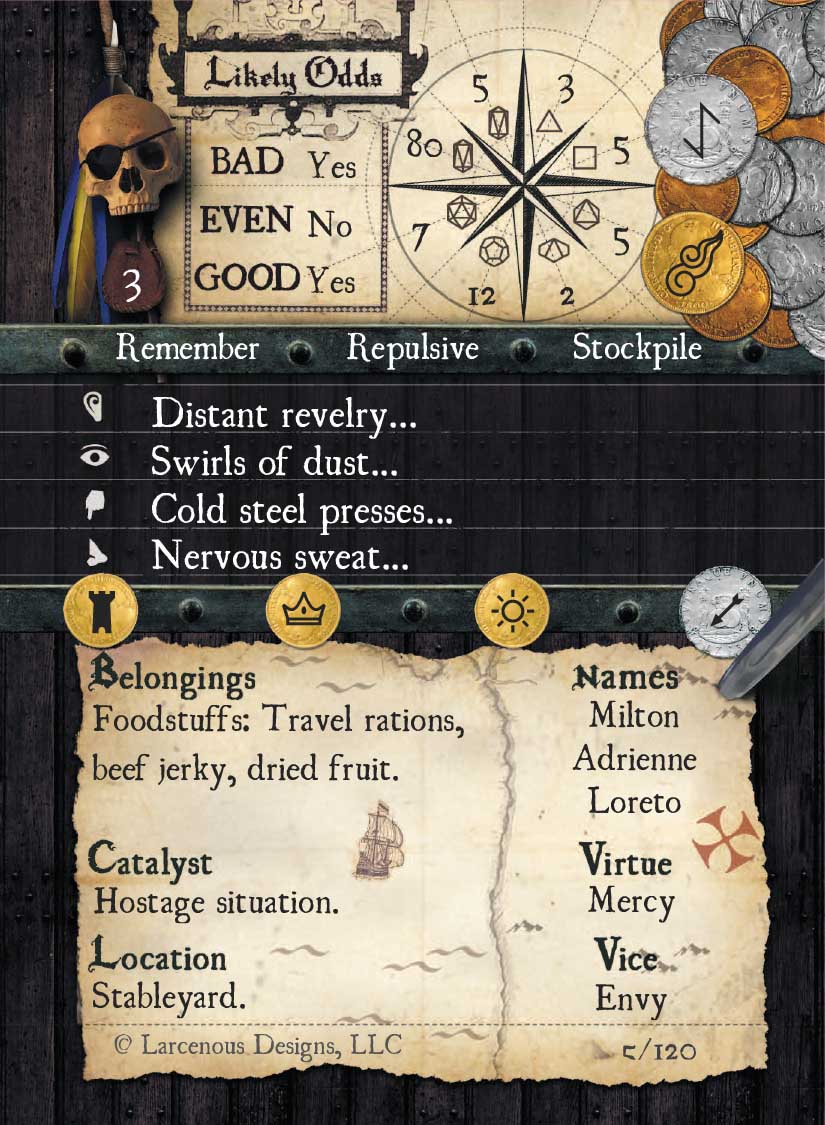 Likely Odds
BAD Yes
EVEN No
GOOD Yes
3
5 3
80 5
7 5
12 2
Remember Repulsive Stockpile
Distant revelry...
Swirls of dust...
Cold steel presses...
Nervous sweat...
Belongings
Foodstuffs: Travel rations,
beef jerky, dried fruit.
Catalyst
Hostage situation.
Location
Stableyard.
Names
Milton
Adrienne
Loreto
Virtue
Mercy
Vice
Envy
© Larcenous Designs, LLC
5/120